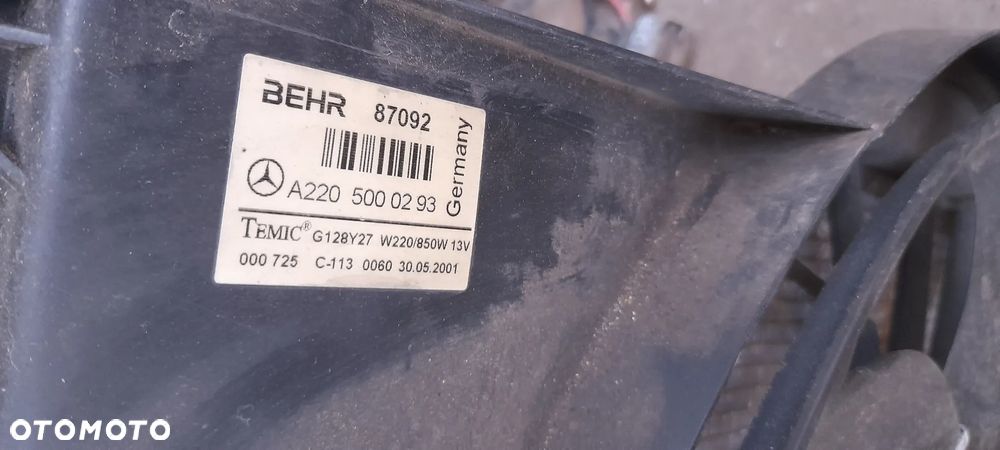 BEHR 87092
Germany
A220 500 02 93
TEMIC® G128Y27 W220/850W 13V
000 725 C-113 0060 30.05.2001
OTOMOTO